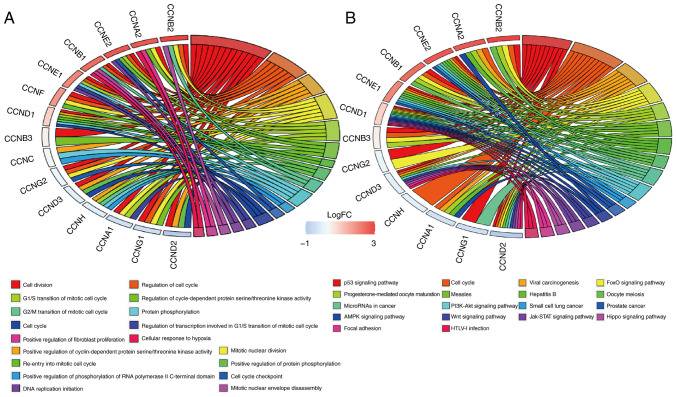 A
CCNB2
CCNA2
CCNE2
CCNB1
CCNE1
CCNF
CCND1
CCNB3
CCNC
CCNG2
CCND3
CCNH
CCNA1
CCNG1
CCND2
LogFC
−1 3
B
CCNB2
CCNA2
CCNE2
CCNB1
CCNE1
CCND1
CCNB3
CCNG2
CCND3
CCNH
CCNA1
CCNG1
CCND2
Cell division
Regulation of cell cycle
G1/S transition of mitotic cell cycle
Regulation of cycle-dependent protein serine/threonine kinase activity
G2/M transition of mitotic cell cycle
Protein phosphorylation
Cell cycle
Regulation of transcription involved in G1/S transition of mitotic cell cycle
Positive regulation of fibroblast proliferation
Cellular response to hypoxia
Positive regulation of cyclin-dependent protein serine/threonine kinase activity
Mitotic nuclear division
Re-entry into mitotic cell cycle
Positive regulation of protein phosphorylation
Positive regulation of phosphorylation of RNA polymerase II C-terminal domain
Cell cycle checkpoint
DNA replication initiation
Mitotic nuclear envelope disassembly
p53 signaling pathway
Cell cycle
Viral carcinogenesis
FoxO signaling pathway
Progesterone-mediated oocyte maturation
Measles
Hepatitis B
Oocyte meiosis
MicroRNAs in cancer
PI3K-Akt signaling pathway
Small cell lung cancer
Prostate cancer
AMPK signaling pathway
Wnt signaling pathway
Jak-STAT signaling pathway
Hippo signaling pathway
Focal adhesion
HTLV-I infection